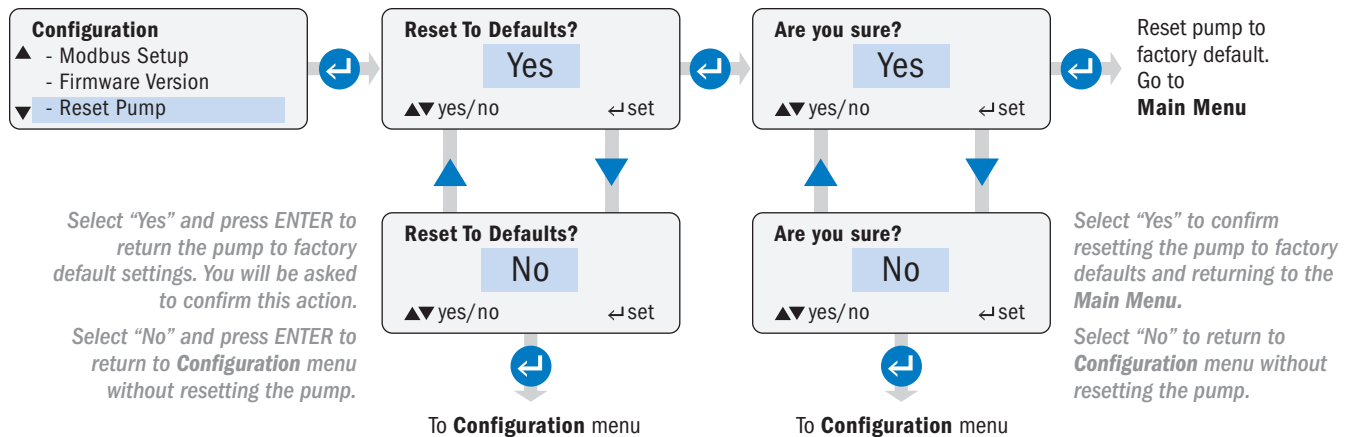 Configuration
▲ - Modbus Setup
- Firmware Version
▼ - Reset Pump
Reset To Defaults?
Yes
▲▼ yes/no ↵ set
Are you sure?
Yes
▲▼ yes/no ↵ set
Reset pump to
factory default.
Go to
Main Menu
Select “Yes” and press ENTER to
return the pump to factory
default settings. You will be asked
to confirm this action.
Select “No” and press ENTER to
return to Configuration menu
without resetting the pump.
Reset To Defaults?
No
▲▼ yes/no ↵ set
To Configuration menu
Are you sure?
No
▲▼ yes/no ↵ set
To Configuration menu
Select “Yes” to confirm
resetting the pump to factory
defaults and returning to the
Main Menu.
Select “No” to return to
Configuration menu without
resetting the pump.